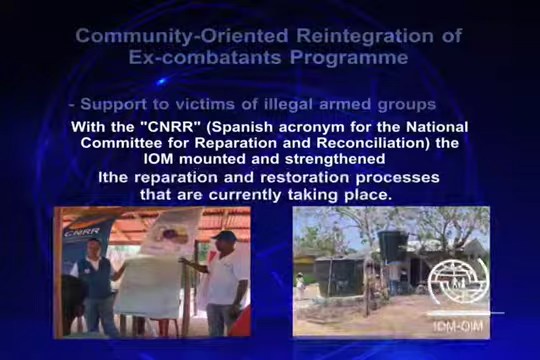 Community-Oriented Reintegration of
Ex-combatants Programme
- Support to victims of illegal armed groups
With the "CNRR" (Spanish acronym for the National
Committee for Reparation and Reconciliation) the
IOM mounted and strengthened
lthe reparation and restoration processes
that are currently taking place.
CNRR
IOM-OIM